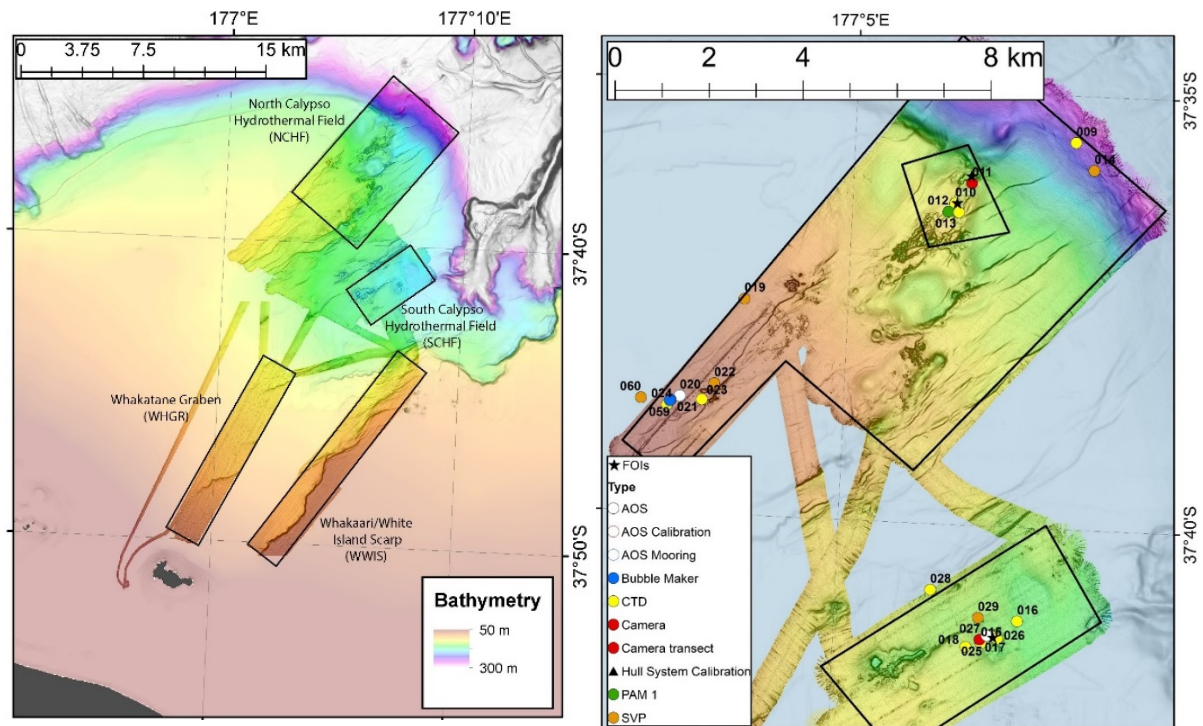 177°E
177°10'E
0 3.75 7.5 15 km
North Calypso
Hydrothermal Field
(NCHF)
37°40'S
South Calypso
Hydrothermal Field
(SCHF)
Whakatane Graben
(WHGR)
Whakaari/White
Island Scarp
(WWIS)
37°50'S
Bathymetry
50 m
300 m
177°5'E
0 2 4 8 km
37°35'S
009
014
011
012
010
013
019
022
060
024
020
023
021
059
37°40'S
028
029
016
027
015
018
026
025
017
FOIs
Type
AOS
AOS Calibration
AOS Mooring
Bubble Maker
CTD
Camera
Camera transect
Hull System Calibration
PAM 1
SVP